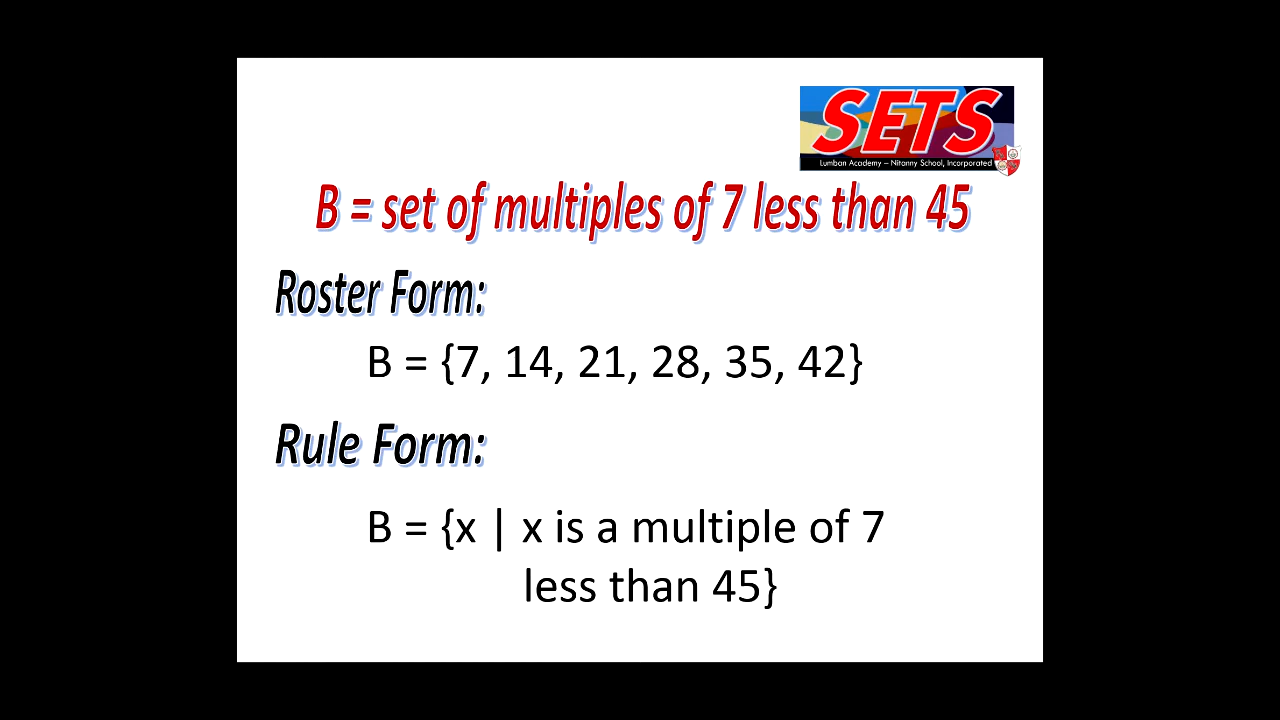 SETS
Lumban Academy – Nitanny School, Incorporated
B = set of multiples of 7 less than 45
Roster Form:
B = {7, 14, 21, 28, 35, 42}
Rule Form:
B = {x | x is a multiple of 7
less than 45}